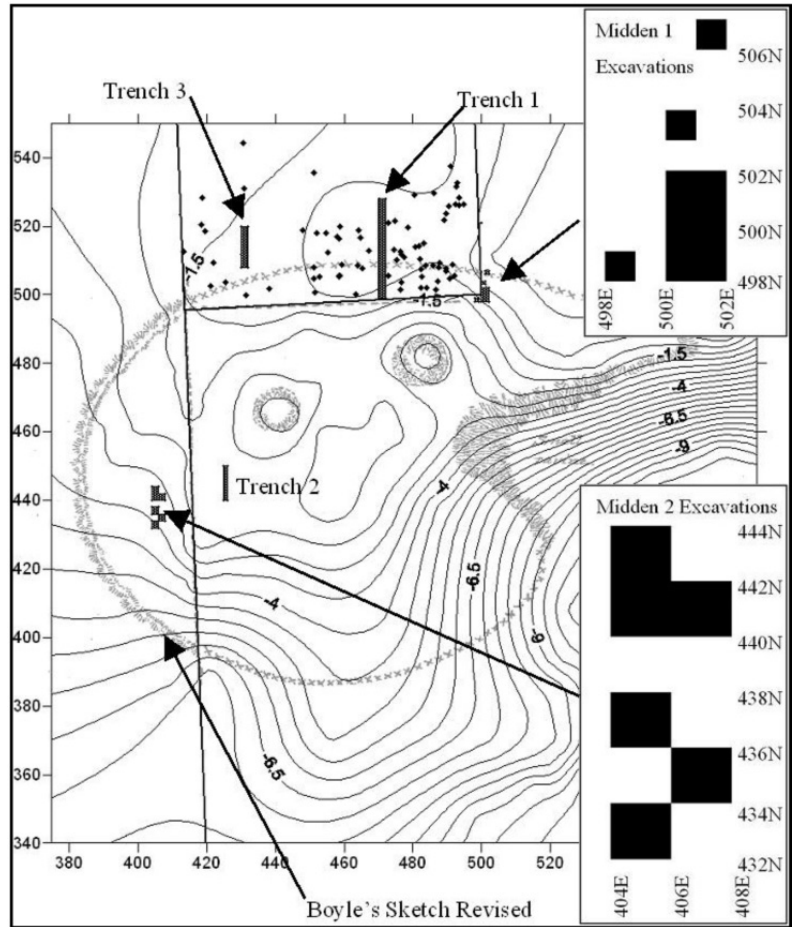 Midden 1
Excavations
506N
504N
502N
500N
498N
498E
500E
502E
Trench 3
Trench 1
540
520
500
480
460
440
420
400
380
360
340
-1.5
-1.5
-1.5
-4
-6.5
-9
-4
-6.5
-9
-4
-6.5
Trench 2
Midden 2 Excavations
444N
442N
440N
438N
436N
434N
432N
404E
406E
408E
380
400
420
440
460
480
500
520
Boyle's Sketch Revised